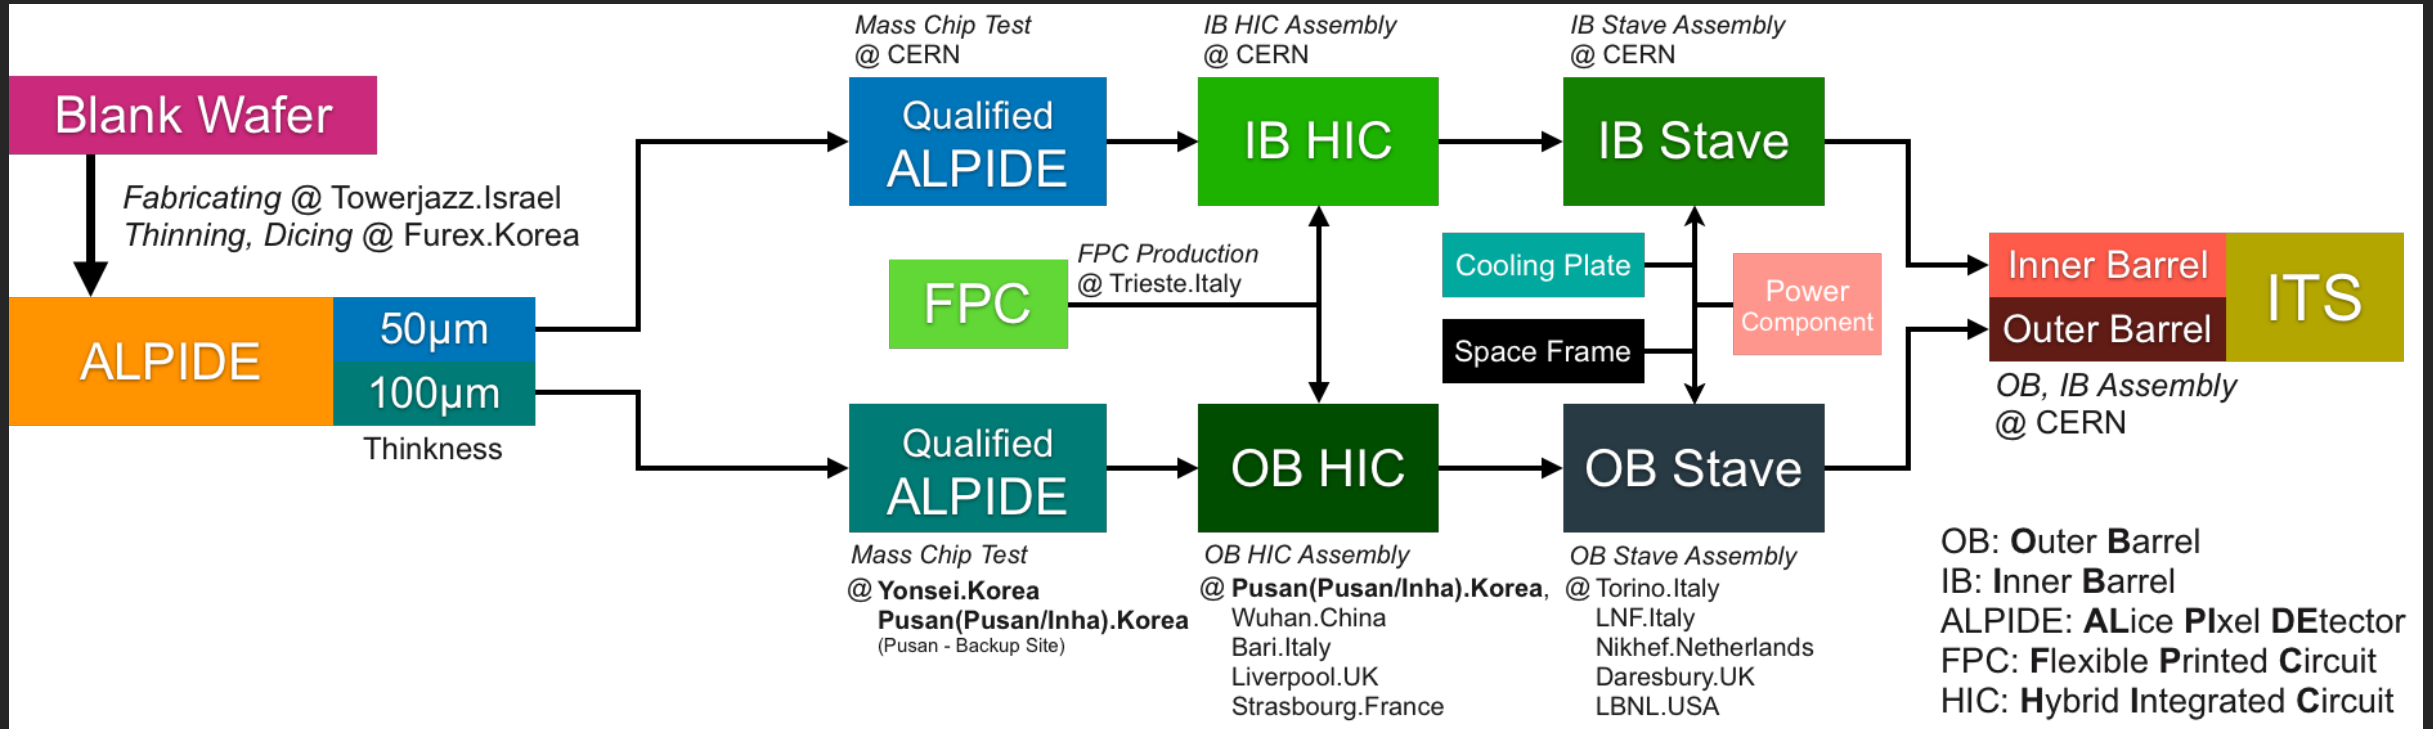 Blank Wafer
Fabricating @ Towerjazz.Israel
Thinning, Dicing @ Furex.Korea
ALPIDE
50µm
100µm
Thinkness
Mass Chip Test
@ CERN
Qualified
ALPIDE
IB HIC Assembly
@ CERN
IB HIC
IB Stave Assembly
@ CERN
IB Stave
FPC
FPC Production
@ Trieste.Italy
Cooling Plate
Space Frame
Power
Component
Qualified
ALPIDE
Mass Chip Test
@ Yonsei.Korea
Pusan(Pusan/Inha).Korea
(Pusan - Backup Site)
OB HIC
OB HIC Assembly
@ Pusan(Pusan/Inha).Korea,
Wuhan.China
Bari.Italy
Liverpool.UK
Strasbourg.France
OB Stave
OB Stave Assembly
@ Torino.Italy
LNF.Italy
Nikhef.Netherlands
Daresbury.UK
LBNL.USA
Inner Barrel
Outer Barrel
ITS
OB, IB Assembly
@ CERN
OB: Outer Barrel
IB: Inner Barrel
ALPIDE: ALice PIxel DEtector
FPC: Flexible Printed Circuit
HIC: Hybrid Integrated Circuit